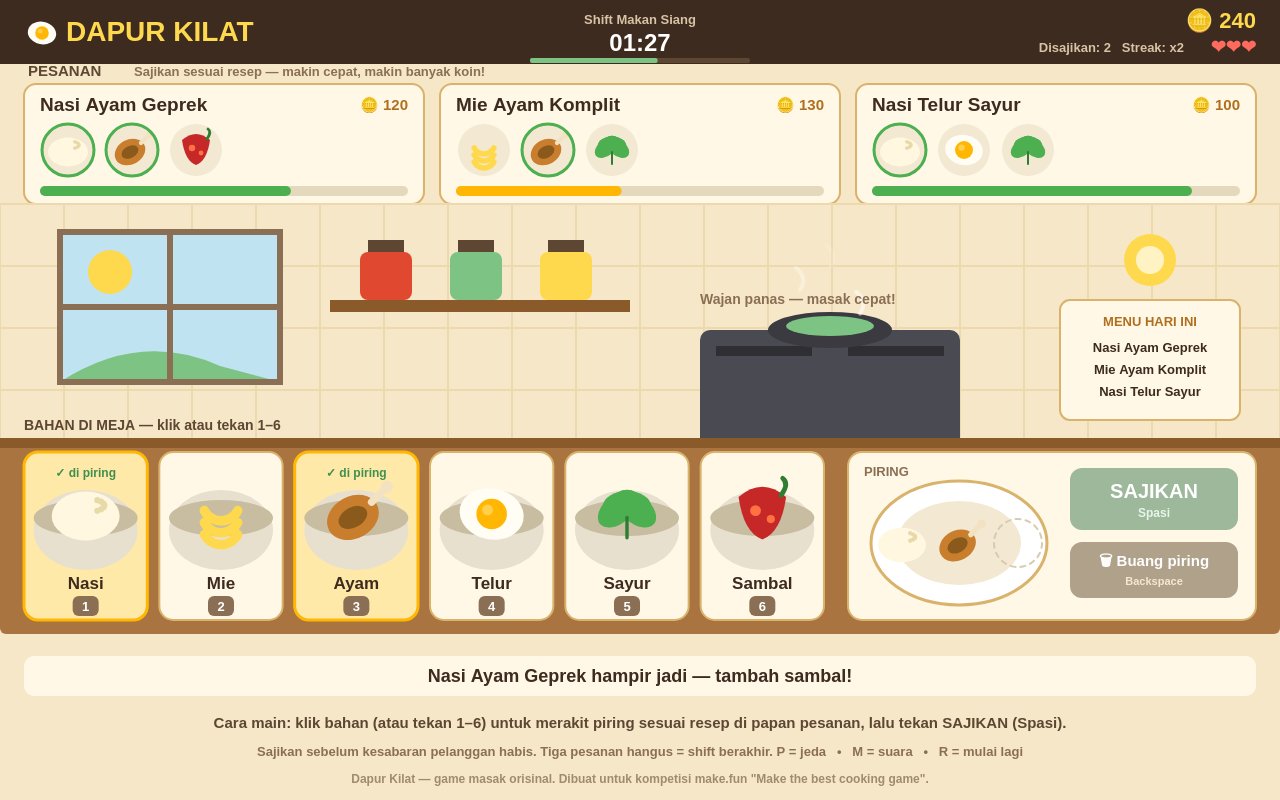 DAPUR KILAT
Shift Makan Siang
01:27
240
Disajikan: 2 Streak: x2
PESANAN Sajikan sesuai resep — makin cepat, makin banyak koin!
Nasi Ayam Geprek 120
Mie Ayam Komplit 130
Nasi Telur Sayur 100
Wajan panas — masak cepat!
MENU HARI INI
Nasi Ayam Geprek
Mie Ayam Komplit
Nasi Telur Sayur
BAHAN DI MEJA — klik atau tekan 1–6
✓ di piring
Nasi
1
Mie
2
✓ di piring
Ayam
3
Telur
4
Sayur
5
Sambal
6
PIRING
SAJIKAN
Spasi
Buang piring
Backspace
Nasi Ayam Geprek hampir jadi — tambah sambal!
Cara main: klik bahan (atau tekan 1–6) untuk merakit piring sesuai resep di papan pesanan, lalu tekan SAJIKAN (Spasi).
Sajikan sebelum kesabaran pelanggan habis. Tiga pesanan hangus = shift berakhir. P = jeda • M = suara • R = mulai lagi
Dapur Kilat — game masak orisinal. Dibuat untuk kompetisi make.fun "Make the best cooking game".